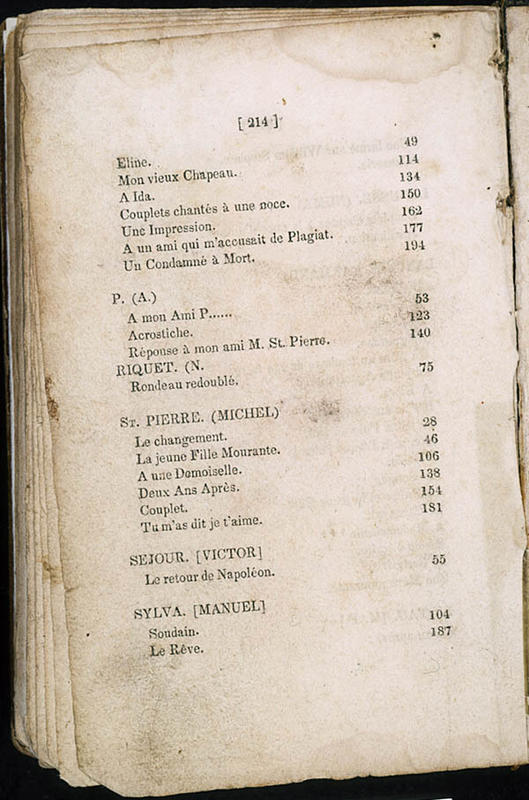 [ 214 ]
Eline. 49
Mon vieux Chapeau. 114
A Ida. 134
Couplets chantés à une noce. 150
Une Impression. 162
A un ami qui m'accusait de Plagiat. 177
Un Condamné à Mort. 194
P. (A.)
A mon Ami P...... 53
Acrostiche. 123
Réponse à mon ami M. St. Pierre. 140
RIQUET. (N.
Rondeau redoublé. 75
ST. PIERRE. (MICHEL)
Le changement. 28
La jeune Fille Mourante. 46
A une Demoiselle. 106
Deux Ans Après. 138
Couplet. 154
Tu m'as dit je t'aime. 181
SEJOUR. [VICTOR]
Le retour de Napoléon. 55
SYLVA. [MANUEL]
Soudain. 104
Le Rêve. 187